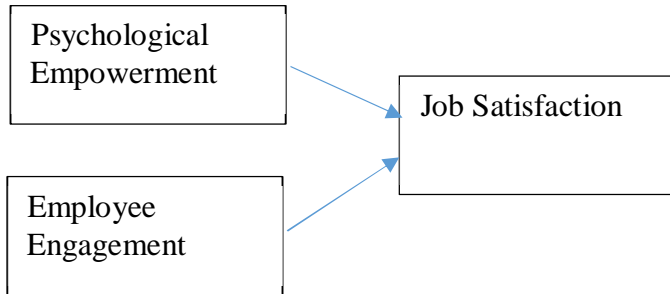 Psychological
Empowerment
Job Satisfaction
Employee
Engagement